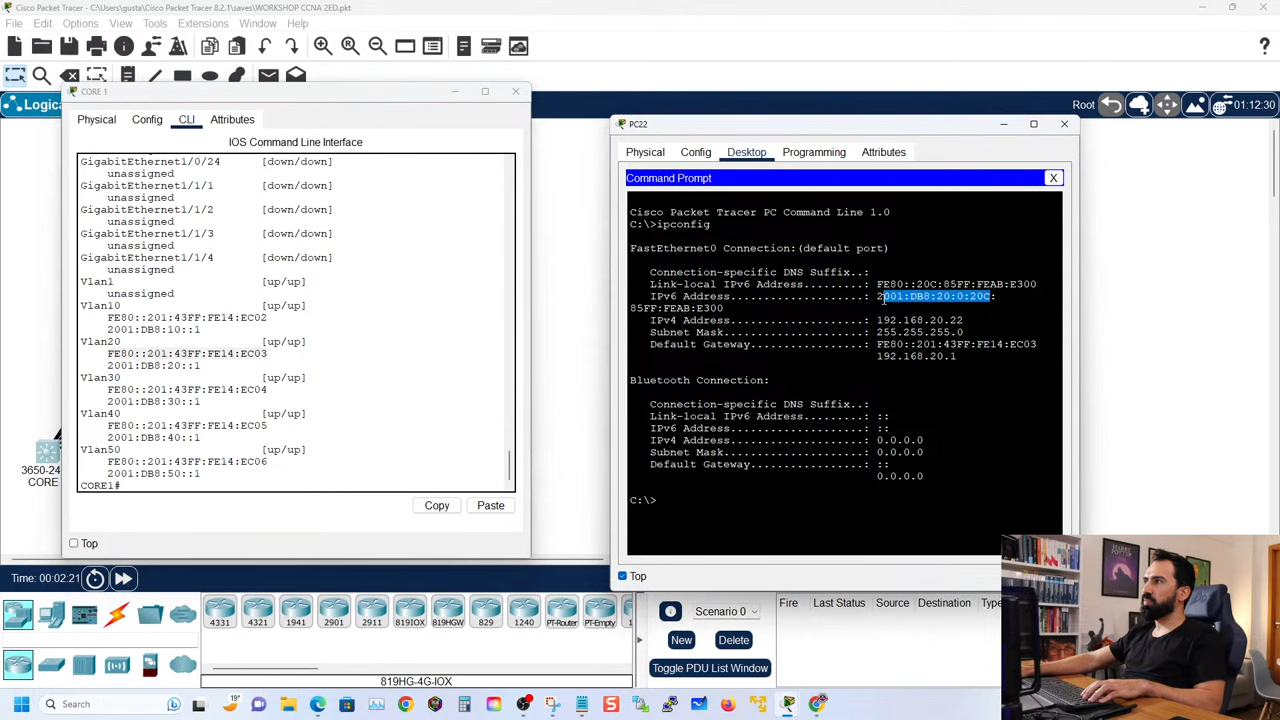 Cisco Packet Tracer - C:\Users\gusta\Cisco Packet Tracer 8.2.1\saves\WORKSHOP CCNA 2ED.pkt
File Edit Options View Tools Extensions Window Help
Logica
Root
01:12:30
CORE 1
Physical Config CLI Attributes
IOS Command Line Interface
GigabitEthernet1/0/24 [down/down]
unassigned
GigabitEthernet1/1/1 [down/down]
unassigned
GigabitEthernet1/1/2 [down/down]
unassigned
GigabitEthernet1/1/3 [down/down]
unassigned
GigabitEthernet1/1/4 [down/down]
unassigned
Vlan1 [up/up]
unassigned
Vlan10 [up/up]
FE80::201:43FF:FE14:EC02
2001:DB8:10::1
Vlan20 [up/up]
FE80::201:43FF:FE14:EC03
2001:DB8:20::1
Vlan30 [up/up]
FE80::201:43FF:FE14:EC04
2001:DB8:30::1
Vlan40 [up/up]
FE80::201:43FF:FE14:EC05
2001:DB8:40::1
Vlan50 [up/up]
FE80::201:43FF:FE14:EC06
2001:DB8:50::1
CORE1#
Copy Paste
Top
3650-24
CORE
PC22
Physical Config Desktop Programming Attributes
Command Prompt X
Cisco Packet Tracer PC Command Line 1.0
C:\>ipconfig
FastEthernet0 Connection:(default port)
Connection-specific DNS Suffix..:
Link-local IPv6 Address.........: FE80::20C:85FF:FEAB:E300
IPv6 Address....................: 2001:DB8:20:0:20C:
85FF:FEAB:E300
IPv4 Address....................: 192.168.20.22
Subnet Mask.....................: 255.255.255.0
Default Gateway.................: FE80::201:43FF:FE14:EC03
192.168.20.1
Bluetooth Connection:
Connection-specific DNS Suffix..:
Link-local IPv6 Address.........: ::
IPv6 Address....................: ::
IPv4 Address....................: 0.0.0.0
Subnet Mask.....................: 0.0.0.0
Default Gateway.................: ::
0.0.0.0
C:\>
Top
Time: 00:02:21
4331 4321 1941 2901 2911 819IOX 819HGW 829 1240 PT-Router PT-Empty
819HG-4G-IOX
Scenario 0
New Delete
Toggle PDU List Window
Fire Last Status Source Destination Type
Search
19°